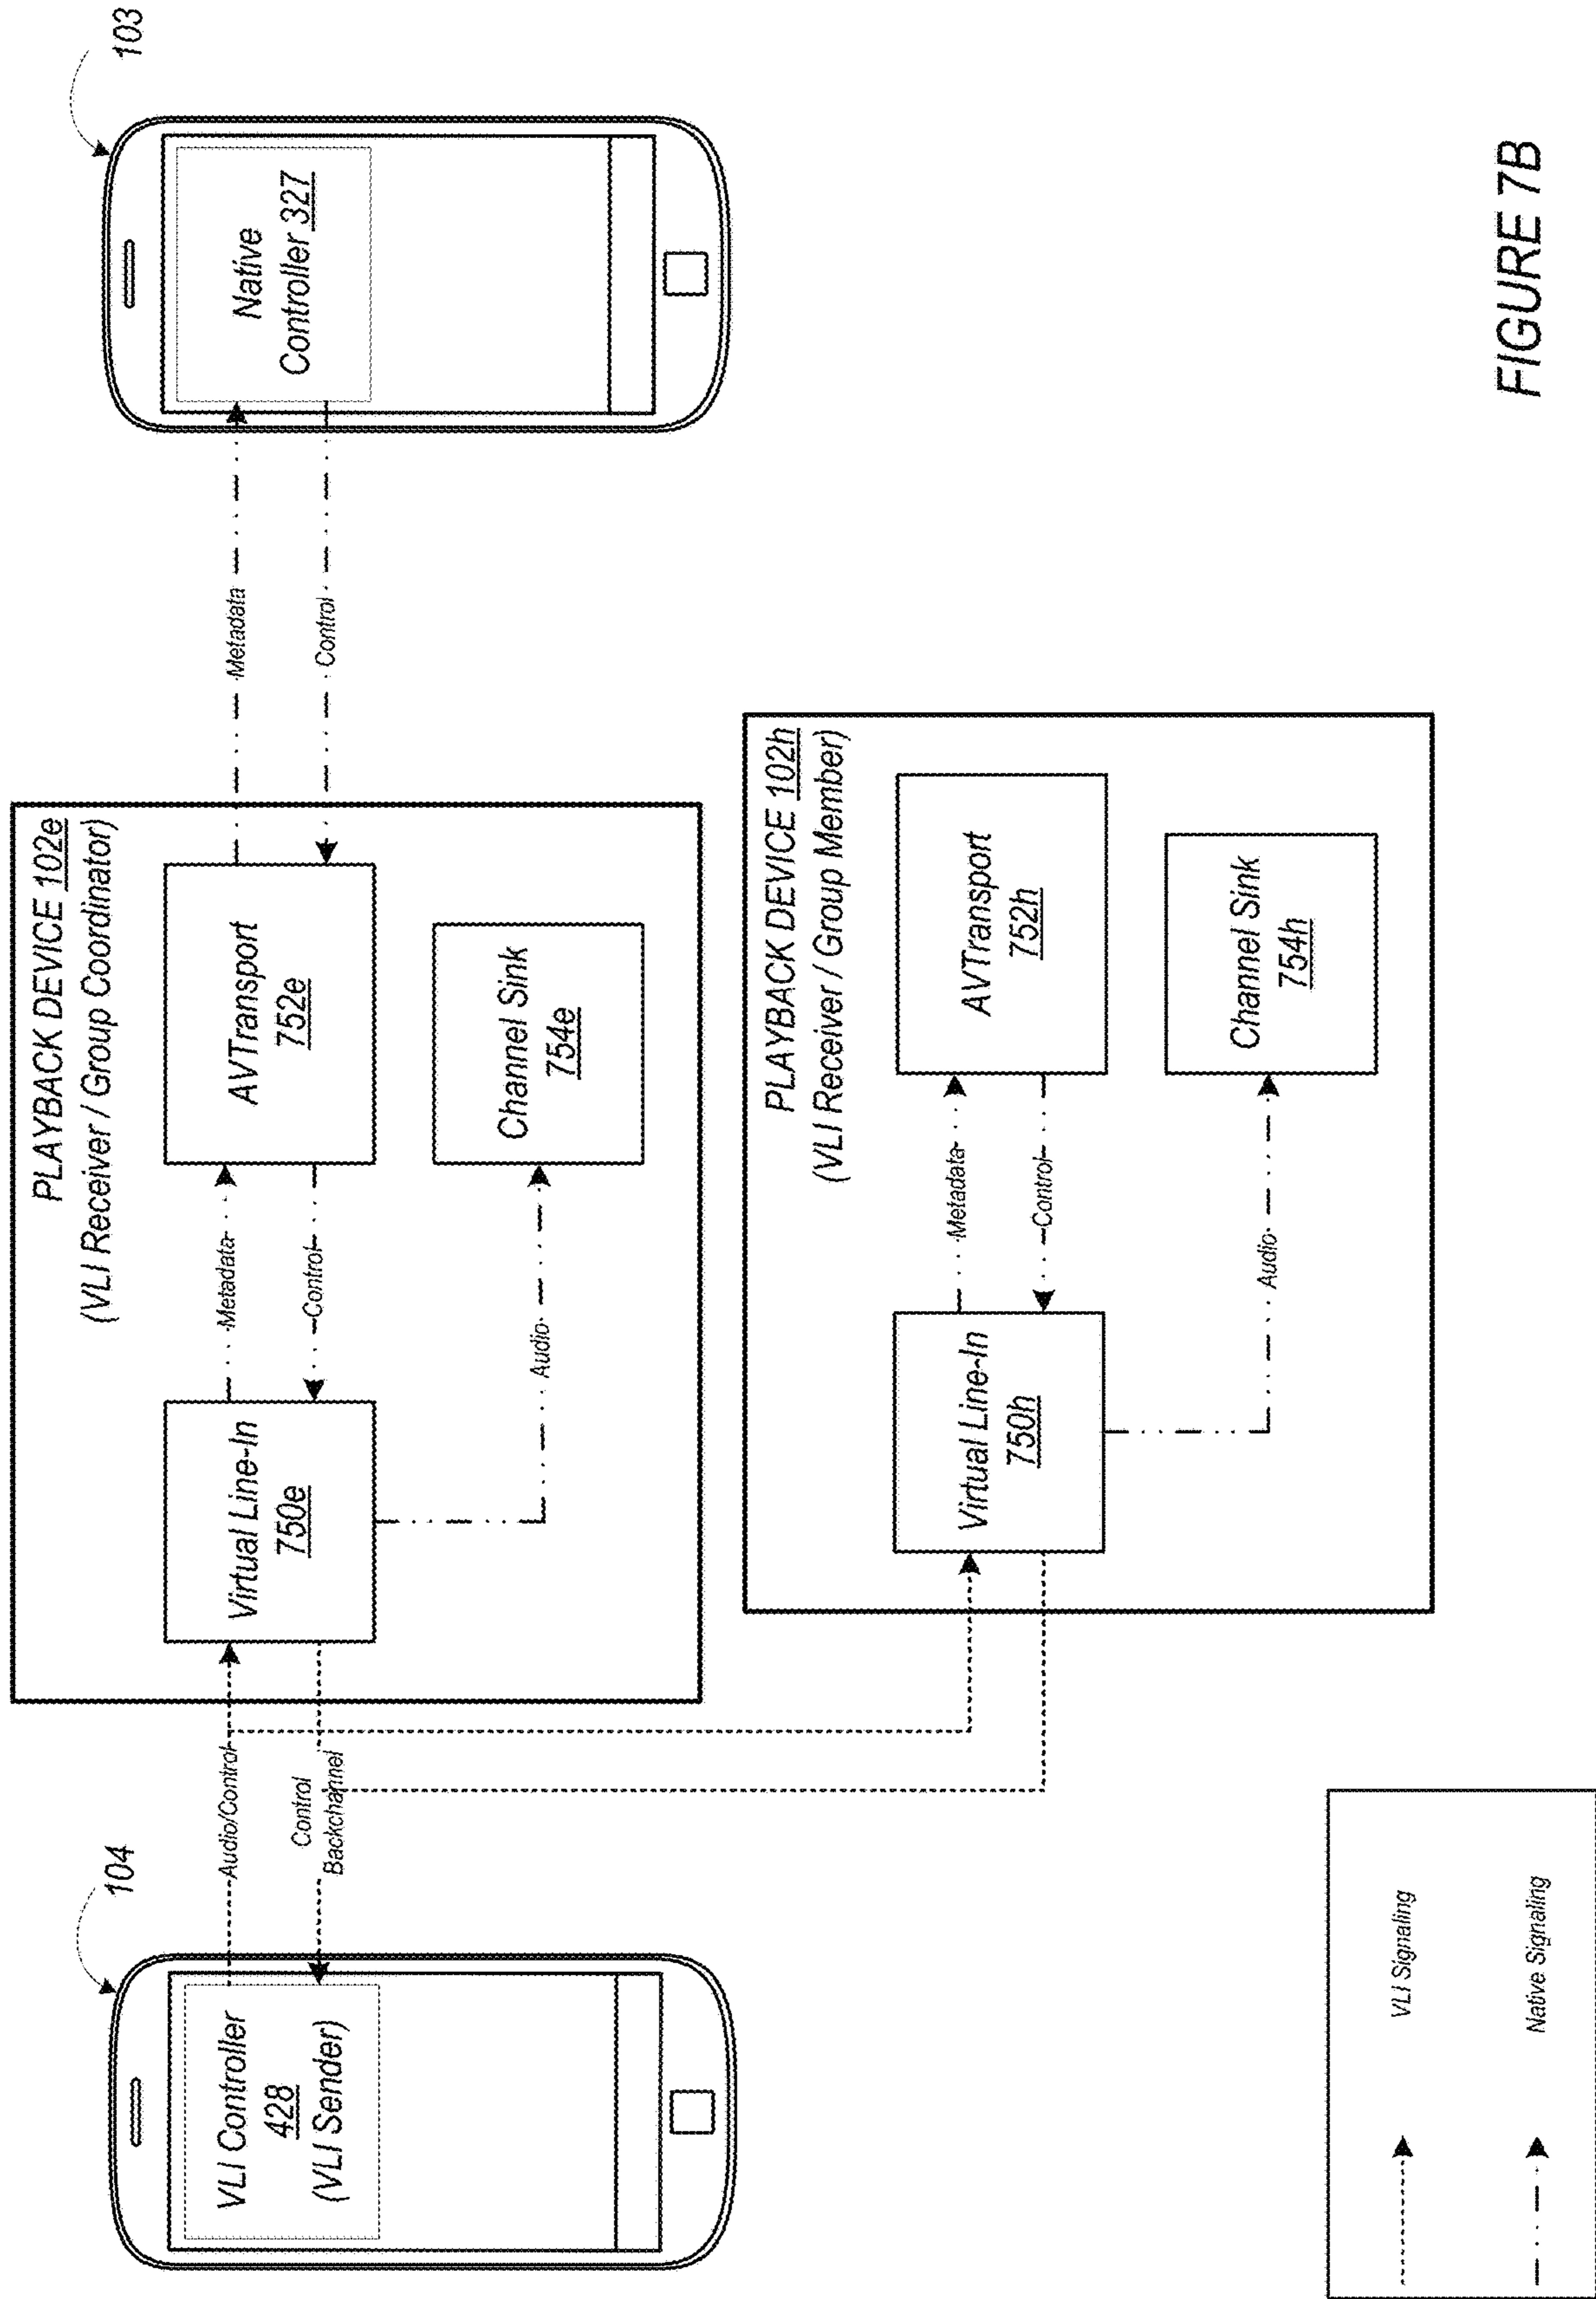 104
VLI Controller
428
(VLI Sender)
Audio/Control
Control
Backchannel
PLAYBACK DEVICE 102e
(VLI Receiver / Group Coordinator)
Virtual Line-In
750e
Metadata
Control
AVTransport
752e
Audio
Channel Sink
754e
Metadata
Control
103
Native
Controller 327
PLAYBACK DEVICE 102h
(VLI Receiver / Group Member)
Virtual Line-In
750h
Metadata
Control
AVTransport
752h
Audio
Channel Sink
754h
VLI Signaling
Native Signaling
FIGURE 7B